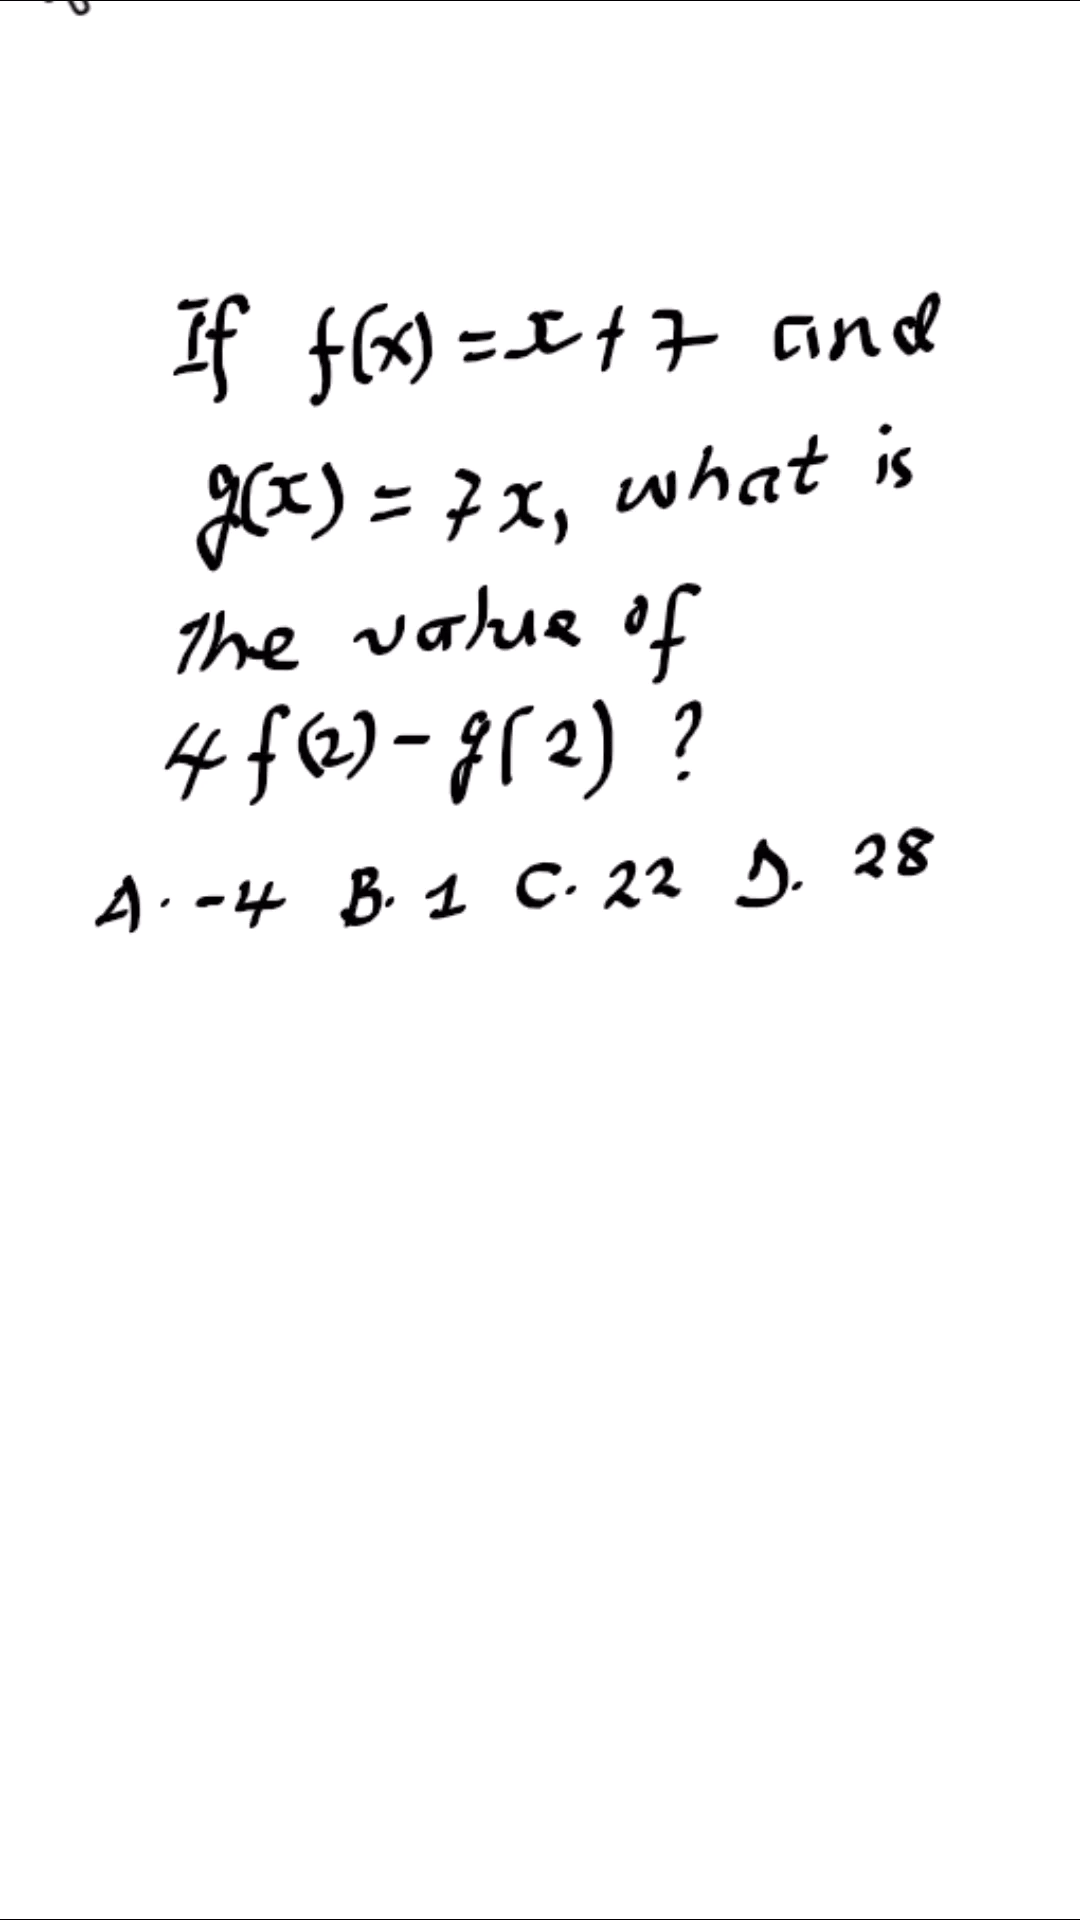 If f(x) = x + 7 and
g(x) = 7x, what is
the value of
4f(2) - g(2) ?
A. -4 B. 1 C. 22 D. 28